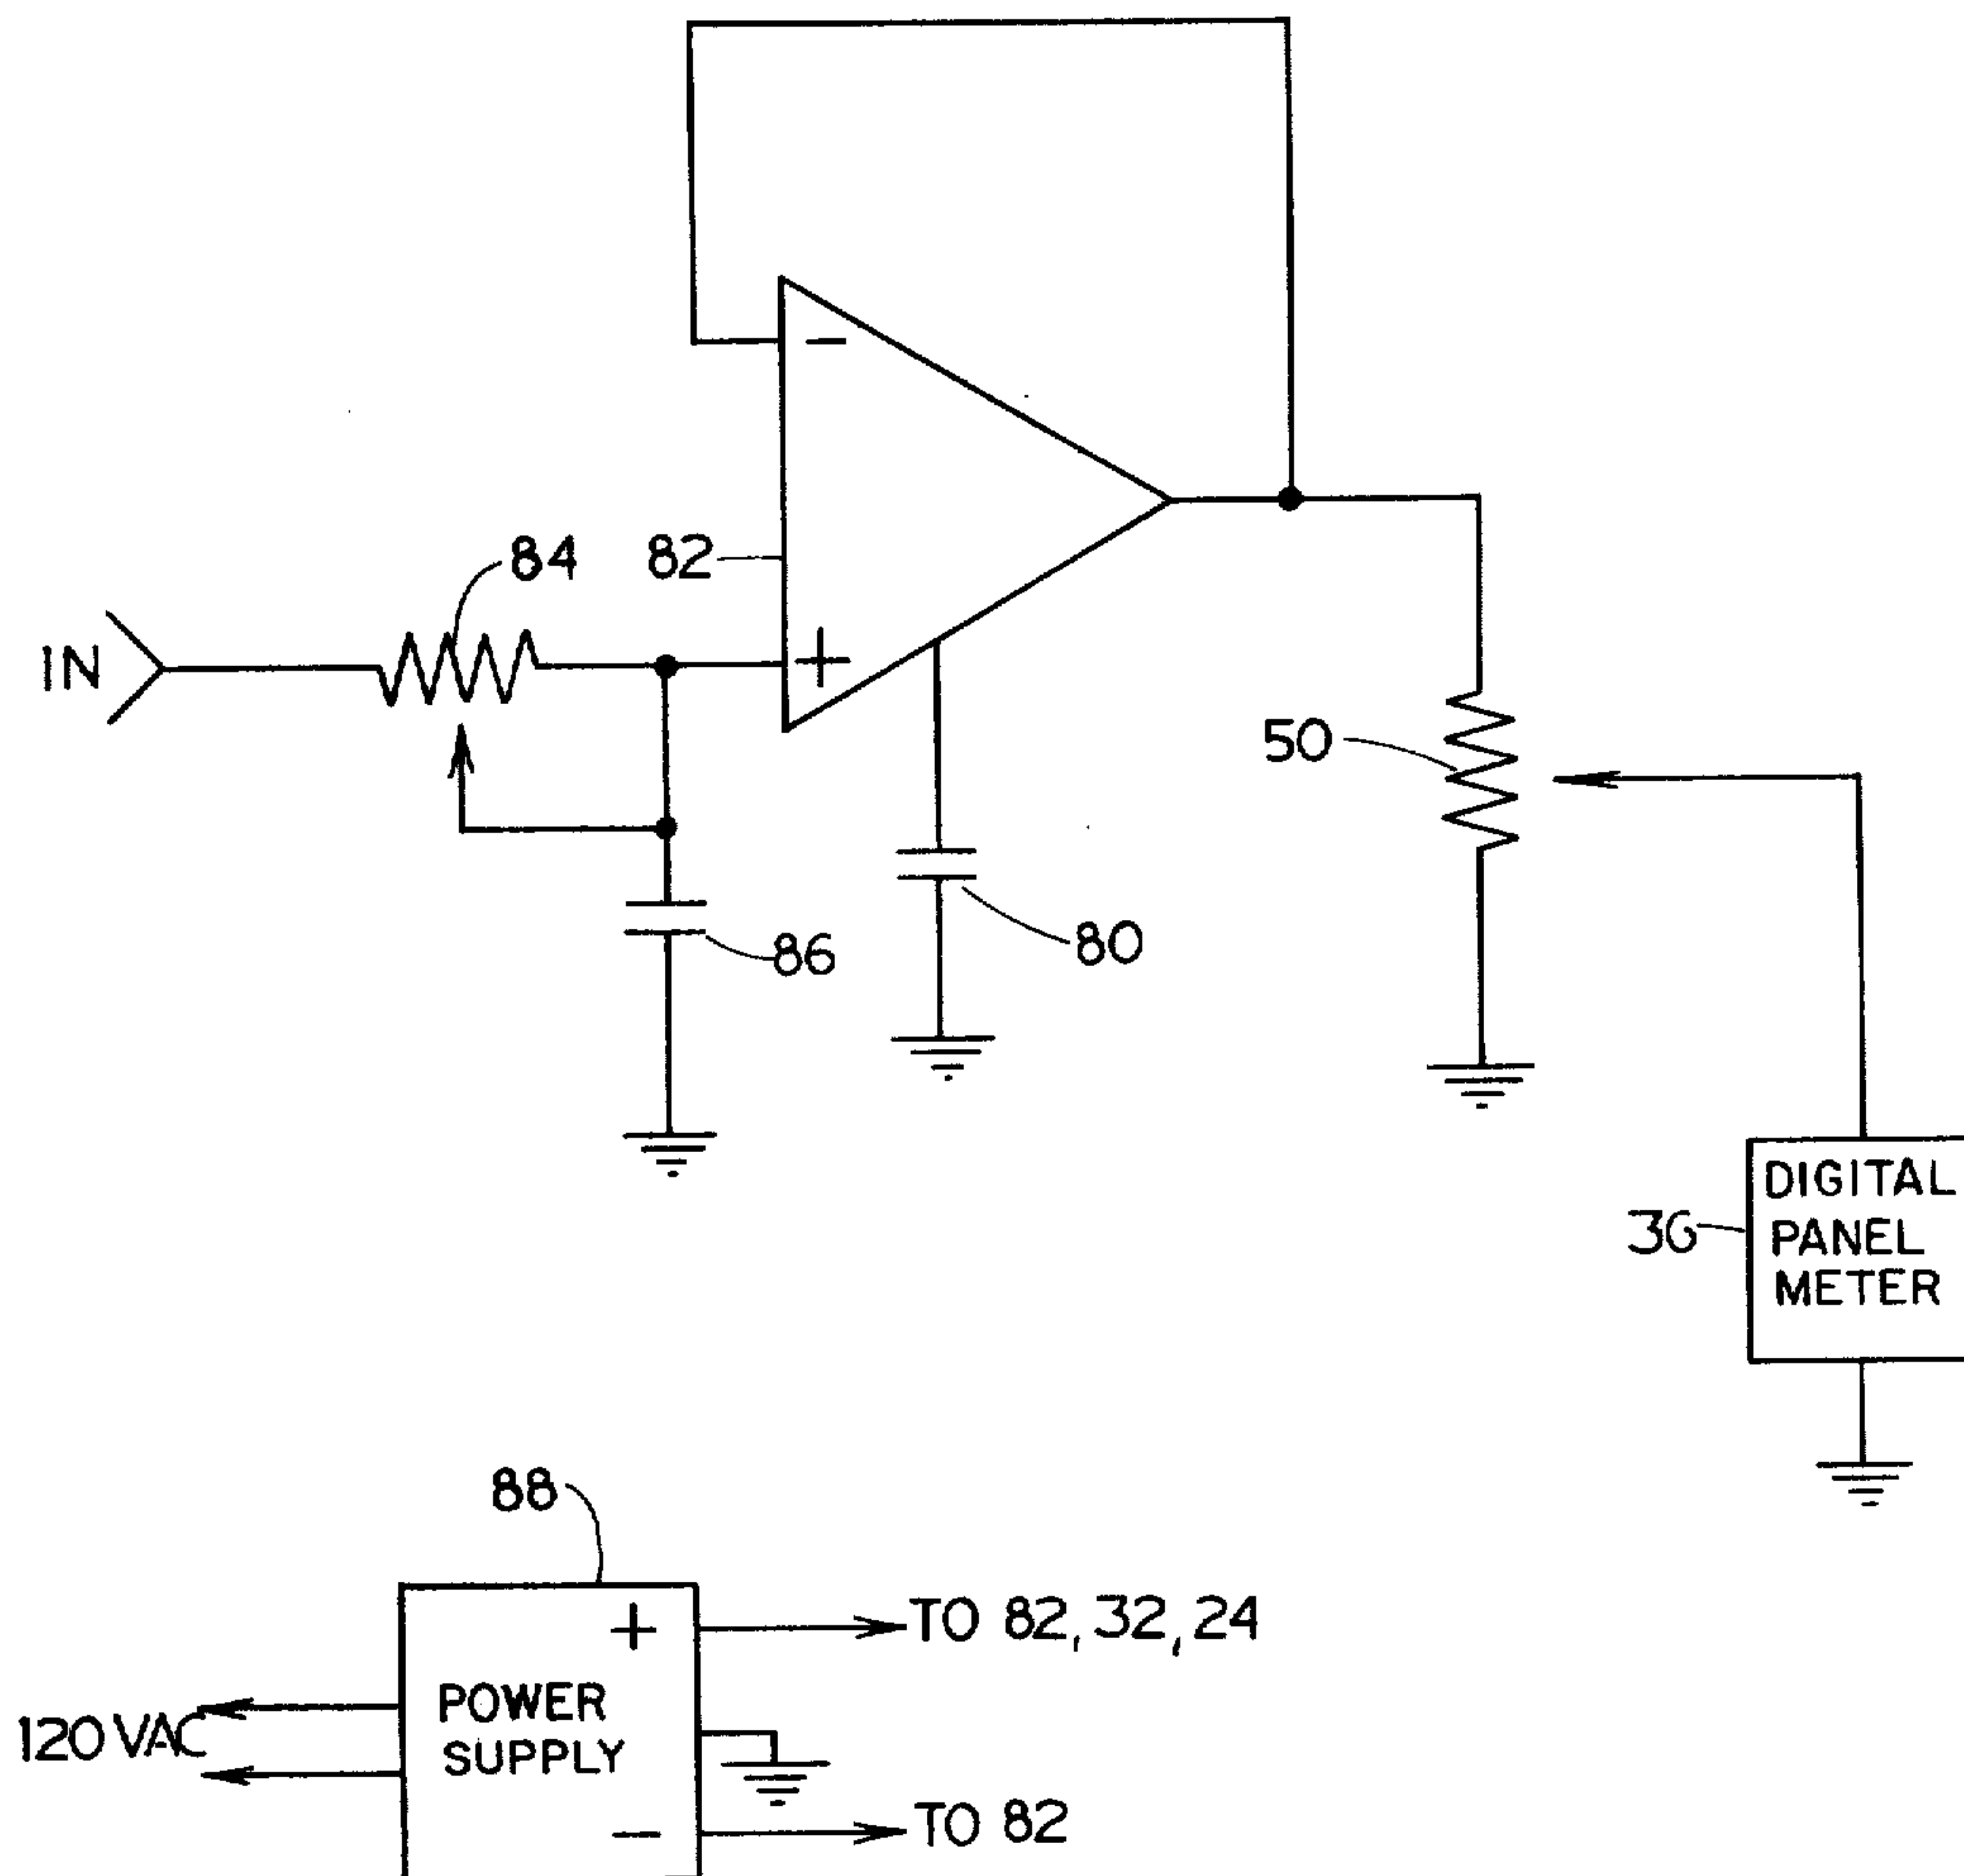 84
82
IN
50
86
80
DIGITAL
PANEL
METER
36
88
+
TO 82, 32, 24
POWER
SUPPLY
120 VAC
-
TO 82